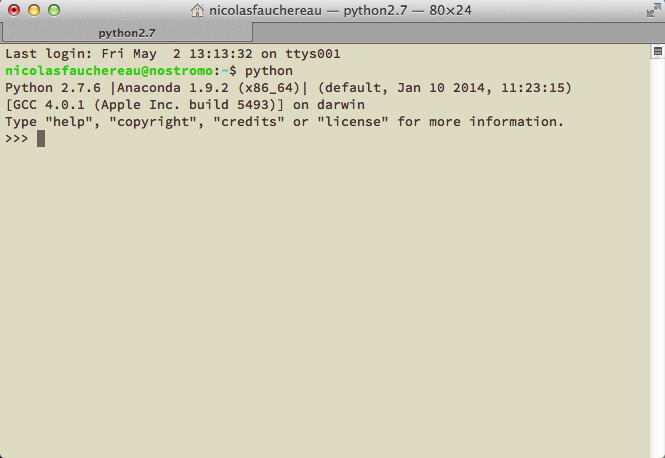 nicolasfauchereau — python2.7 — 80×24
python2.7
Last login: Fri May  2 13:13:32 on ttys001
nicolasfauchereau@nostromo:~$ python
Python 2.7.6 |Anaconda 1.9.2 (x86_64)| (default, Jan 10 2014, 11:23:15)
[GCC 4.0.1 (Apple Inc. build 5493)] on darwin
Type "help", "copyright", "credits" or "license" for more information.
>>>